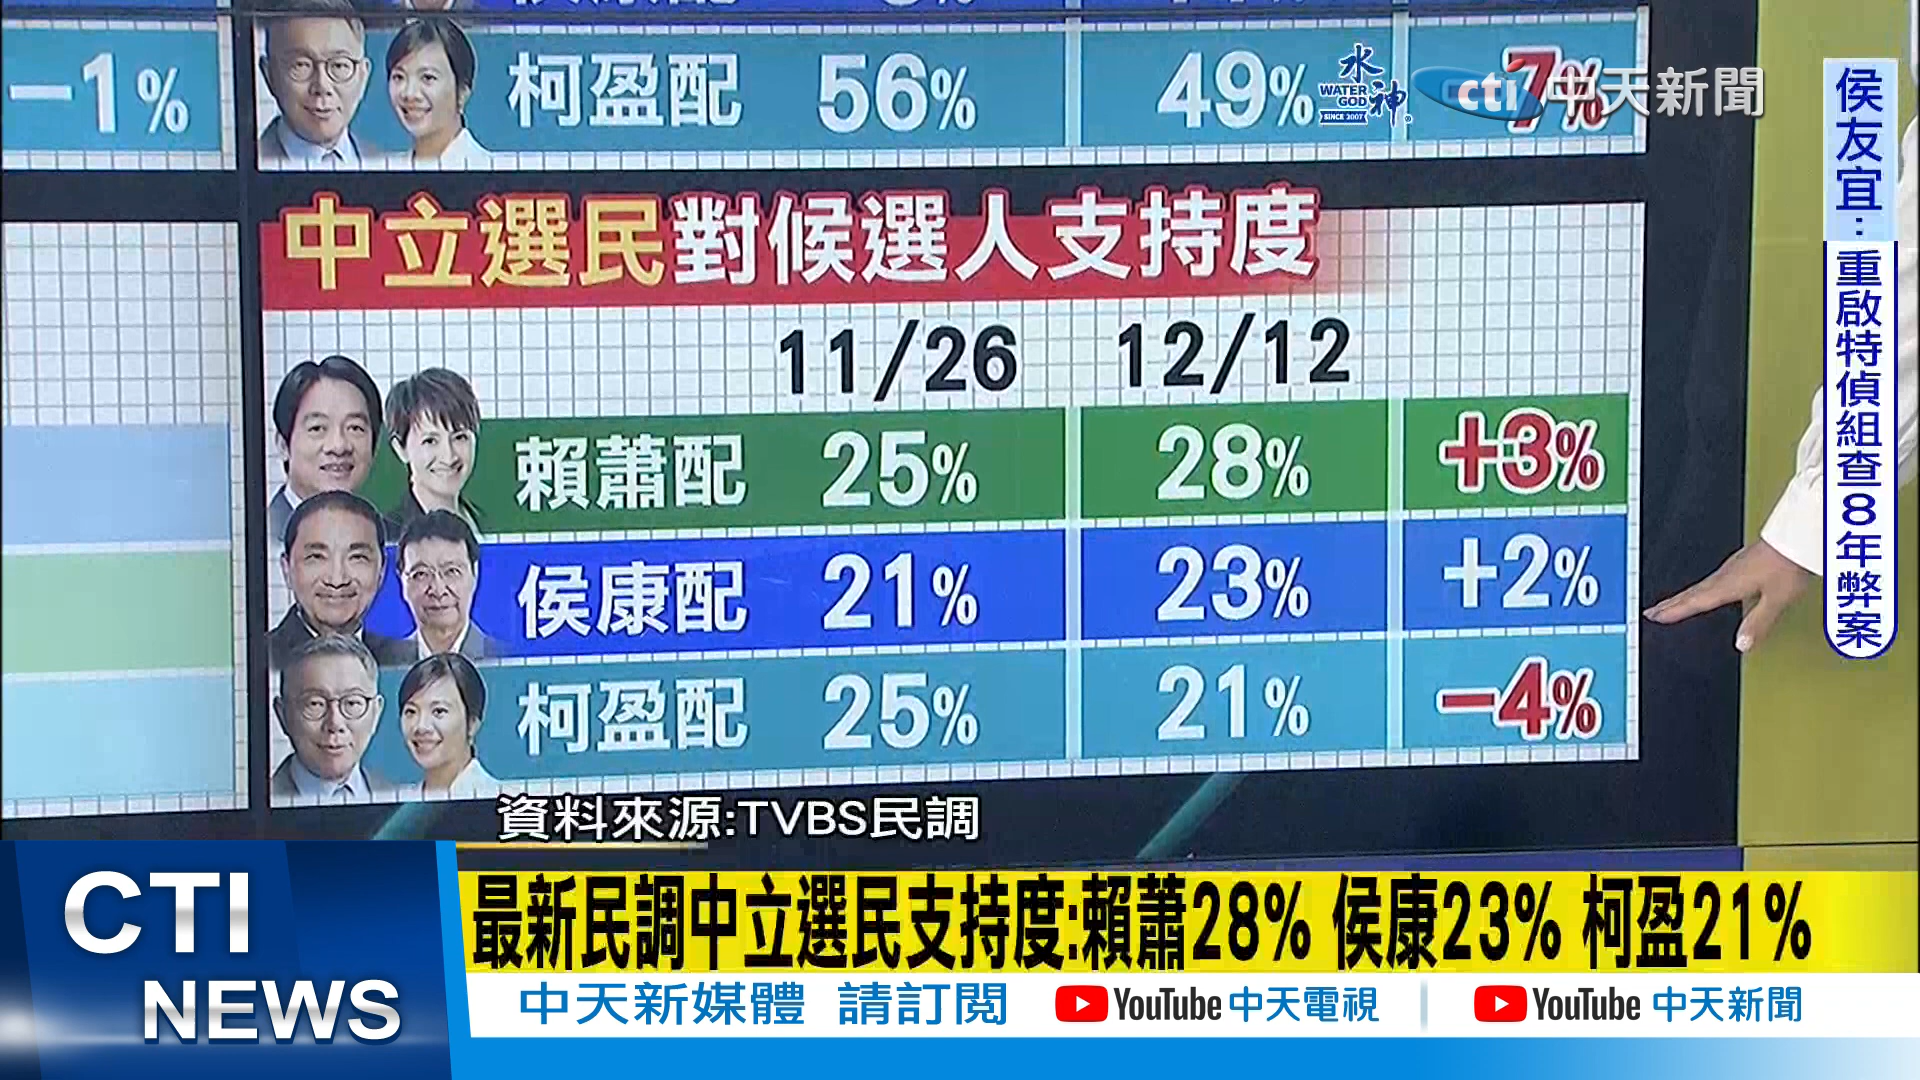 -1%
柯盈配 56% 49% -7%
水神
WATER GOD
SINCE 2007
cti中天新聞
中立選民對候選人支持度
11/26 12/12
賴蕭配 25% 28% +3%
侯康配 21% 23% +2%
柯盈配 25% 21% -4%
資料來源:TVBS民調
侯友宜:重啟特偵組查8年弊案
CTI NEWS
最新民調中立選民支持度:賴蕭28% 侯康23% 柯盈21%
中天新媒體 請訂閱 YouTube 中天電視 YouTube 中天新聞